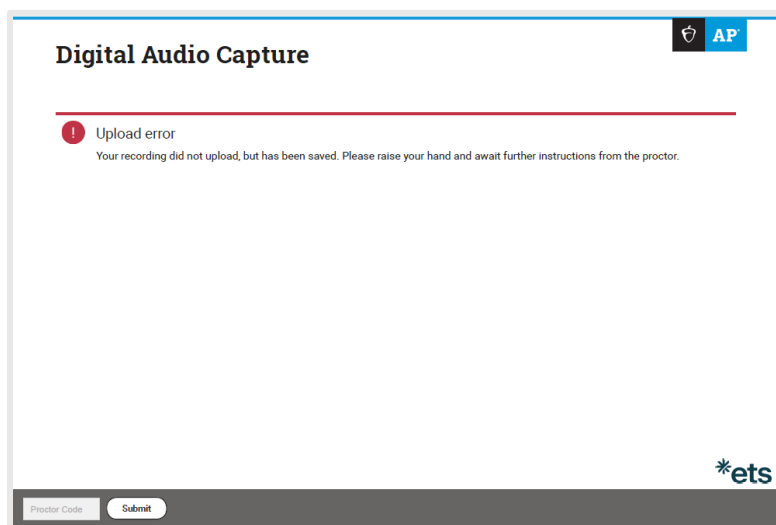 Digital Audio Capture
AP®
!
Upload error
Your recording did not upload, but has been saved. Please raise your hand and await further instructions from the proctor.
*ets
Proctor Code
Submit